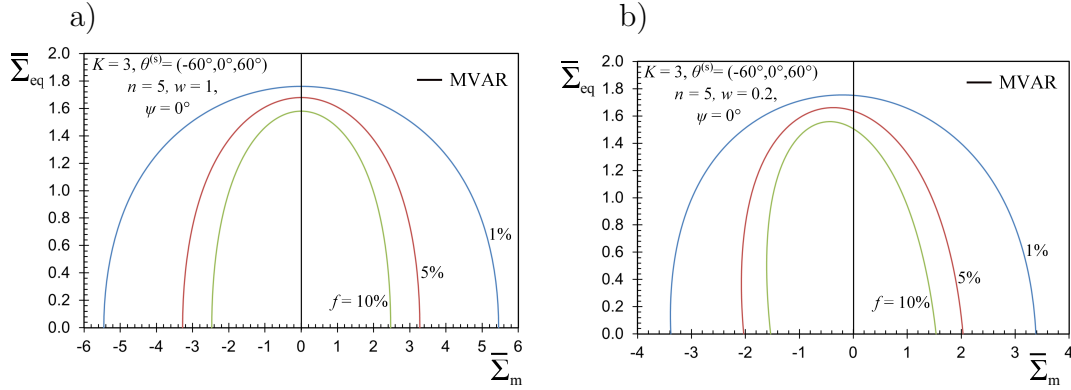 a)
Σ̅eq
2.0
1.8
1.6
1.4
1.2
1.0
0.8
0.6
0.4
0.2
0.0
K = 3, θ(s)= (-60°,0°,60°)
n = 5, w = 1,
ψ = 0°
MVAR
1%
5%
f = 10%
-6 -5 -4 -3 -2 -1 0 1 2 3 4 5 6
Σ̅m
b)
Σ̅eq
2.0
1.8
1.6
1.4
1.2
1.0
0.8
0.6
0.4
0.2
0.0
K = 3, θ(s)= (-60°,0°,60°)
n = 5, w = 0.2,
ψ = 0°
MVAR
1%
5%
f = 10%
-4 -3 -2 -1 0 1 2 3 4
Σ̅m